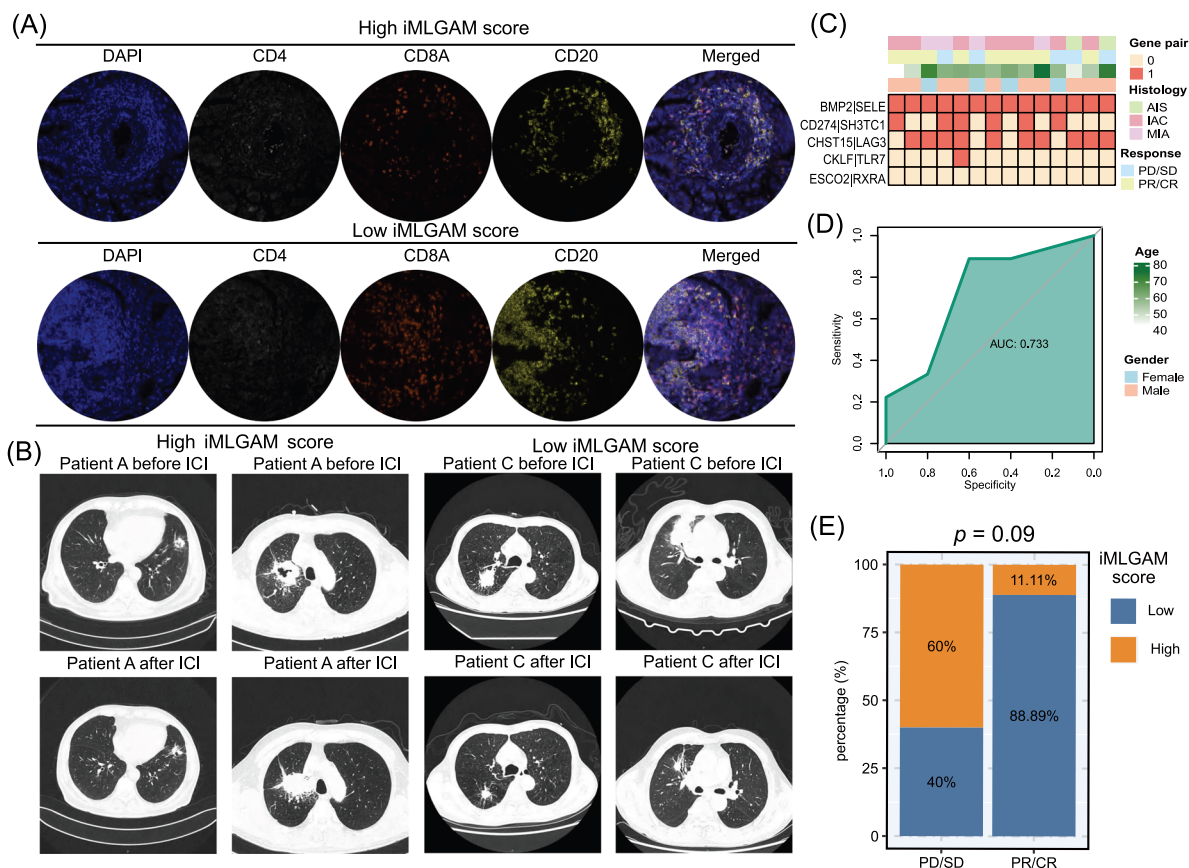 (A)
High iMLGAM score
DAPI CD4 CD8A CD20 Merged
Low iMLGAM score
DAPI CD4 CD8A CD20 Merged
(B)
High iMLGAM score Low iMLGAM score
Patient A before ICI Patient A before ICI Patient C before ICI Patient C before ICI
Patient A after ICI Patient A after ICI Patient C after ICI Patient C after ICI
(C)
BMP2|SELE
CD274|SH3TC1
CHST15|LAG3
CKLF|TLR7
ESCO2|RXRA
Gene pair
0
1
Histology
AIS
IAC
MIA
Response
PD/SD
PR/CR
Age
80
70
60
50
40
Gender
Female
Male
(D)
Sensitivity
1.0
0.8
0.6
0.4
0.2
0.0
AUC: 0.733
1.0 0.8 0.6 0.4 0.2 0.0
Specificity
(E)
p = 0.09
percentage (%)
100
75
50
25
0
60%
40%
11.11%
88.89%
PD/SD PR/CR
iMLGAM
score
Low
High